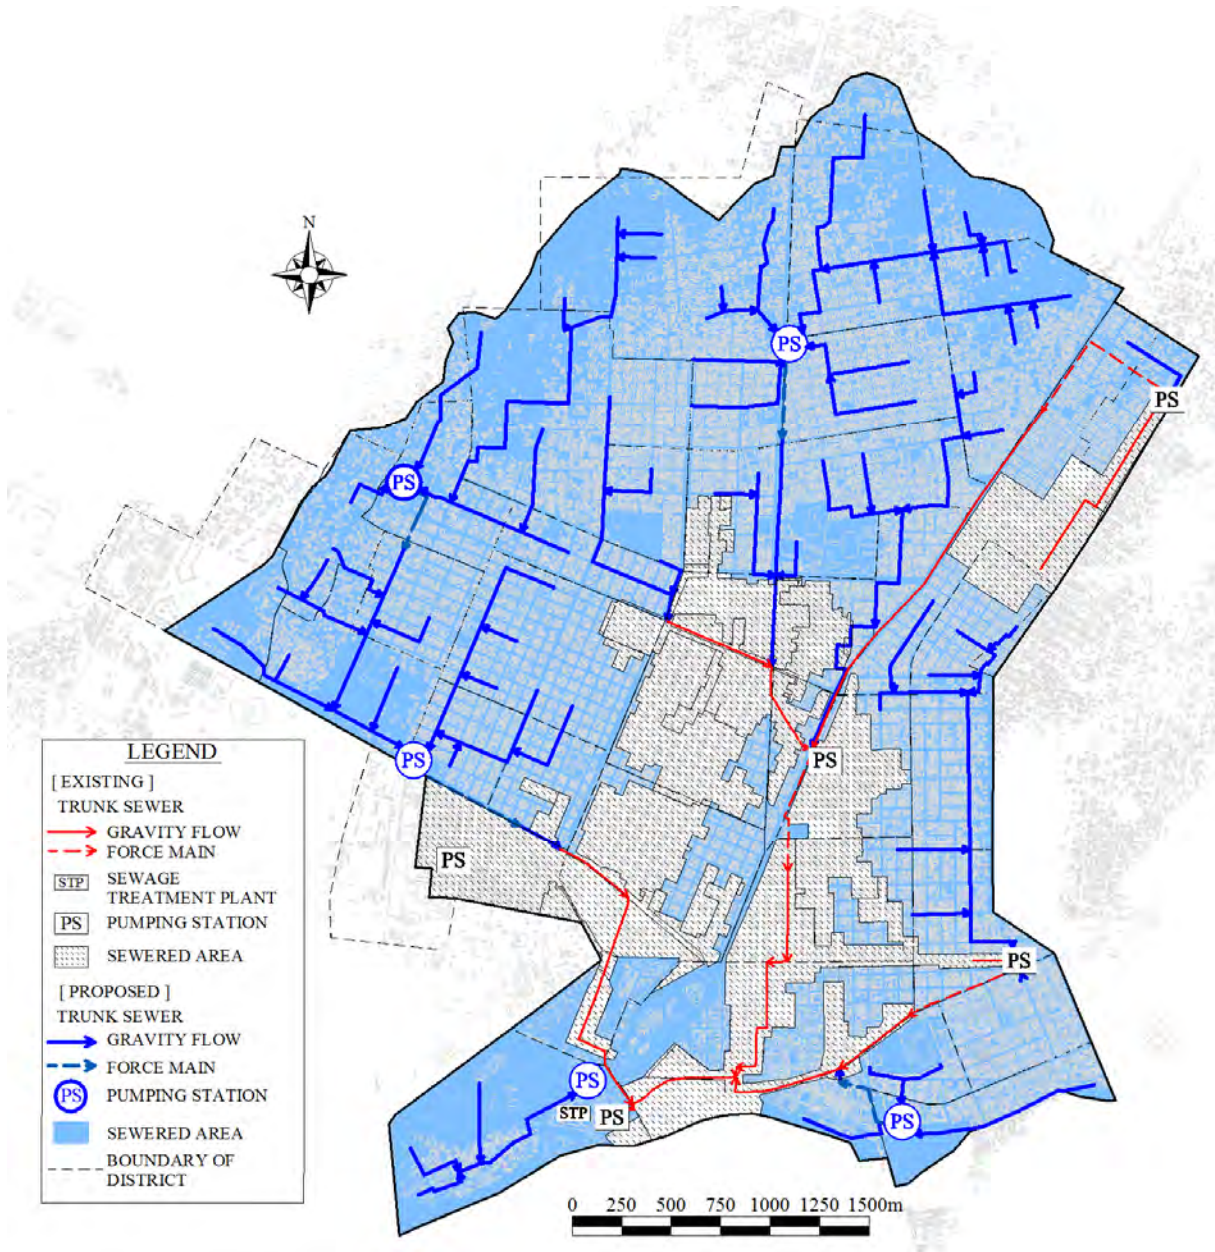 N
PS
PS
PS
PS
PS
PS
PS
PS
PS
STP
PS
PS
LEGEND
[ EXISTING ]
TRUNK SEWER
GRAVITY FLOW
FORCE MAIN
STP SEWAGE
TREATMENT PLANT
PS PUMPING STATION
SEWERED AREA
[ PROPOSED ]
TRUNK SEWER
GRAVITY FLOW
FORCE MAIN
PS PUMPING STATION
SEWERED AREA
BOUNDARY OF
DISTRICT
0 250 500 750 1000 1250 1500m